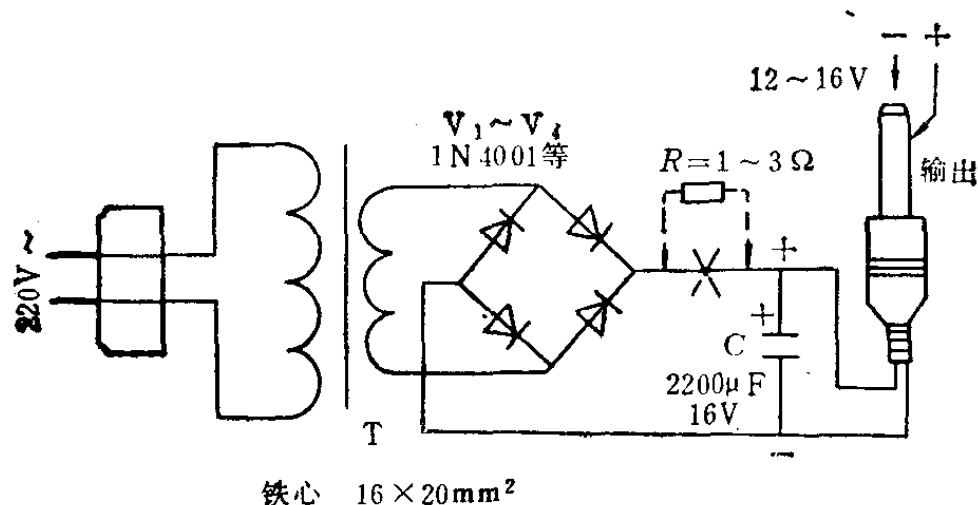 − +
12～16V
V₁～V₄
1N4001等
R=1～3Ω
输出
220V～
+
+
C
2200μF
16V
T
−
铁心 16×20mm²